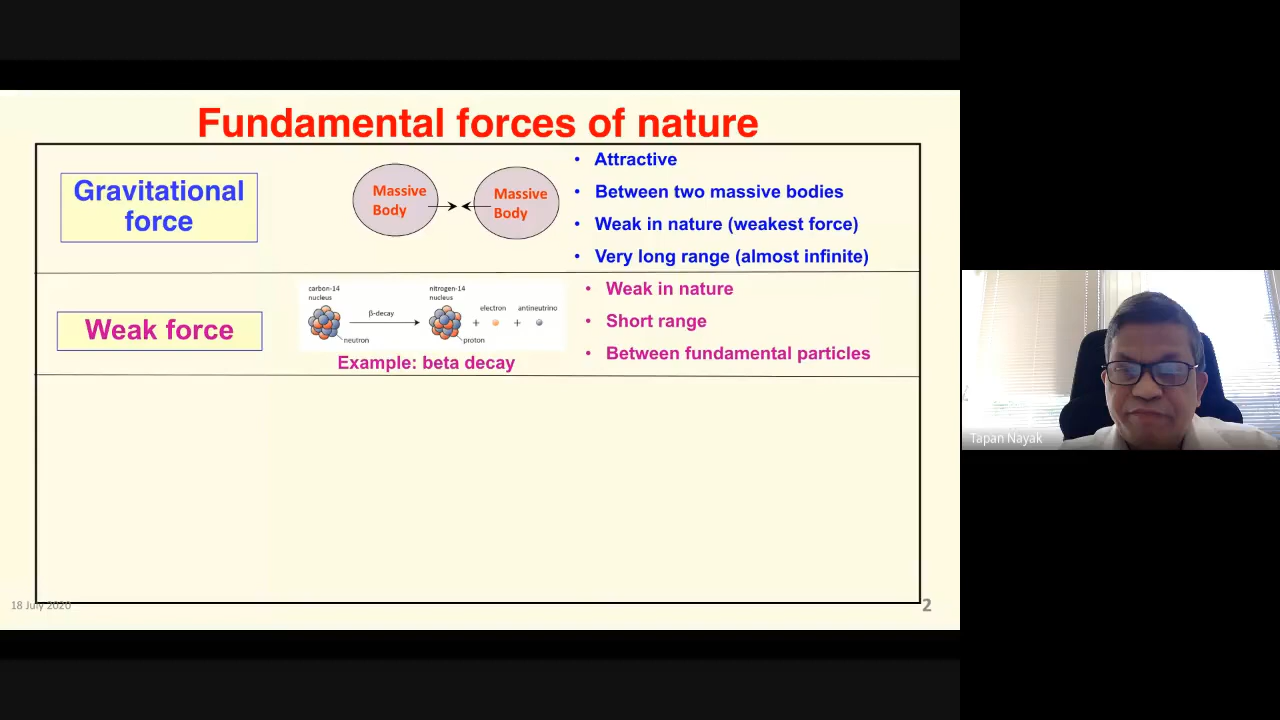 Fundamental forces of nature
Gravitational
force
Massive
Body
Massive
Body
• Attractive
• Between two massive bodies
• Weak in nature (weakest force)
• Very long range (almost infinite)
Weak force
carbon-14
nucleus
β-decay
neutron
nitrogen-14
nucleus
proton
+
electron
+
antineutrino
Example: beta decay
• Weak in nature
• Short range
• Between fundamental particles
Tapan Nayak
18 July 2020
2